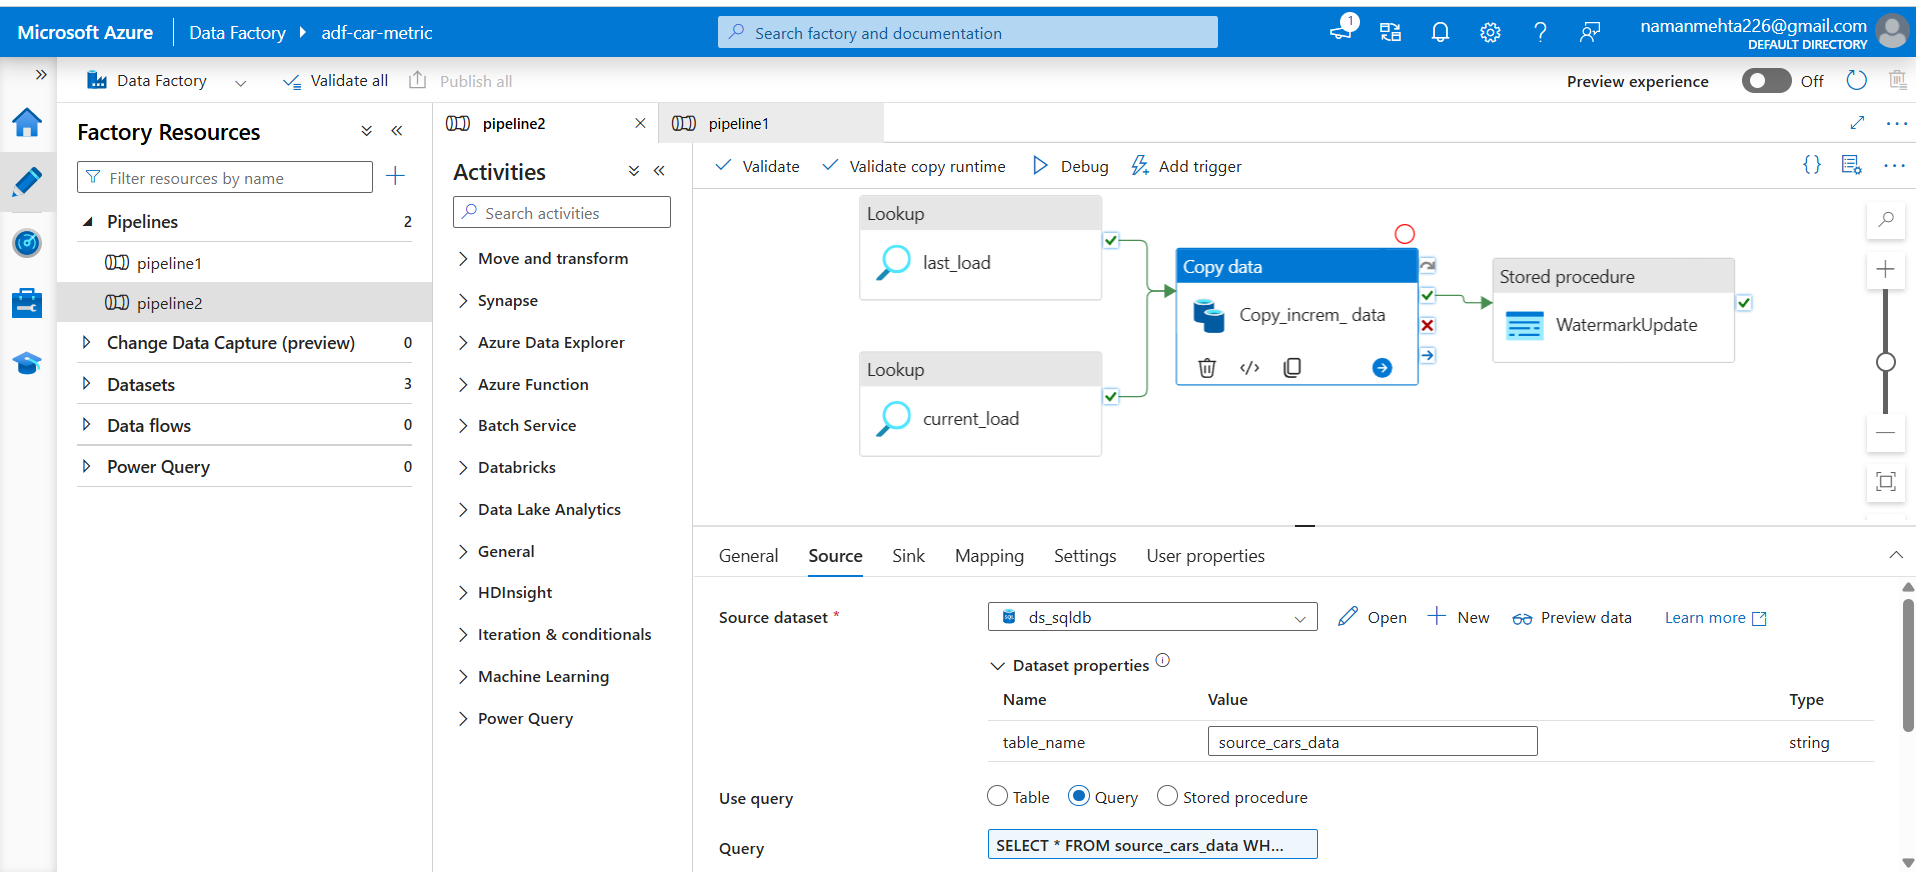 Microsoft Azure
Data Factory
adf-car-metric
Search factory and documentation
1
namanmehta226@gmail.com
DEFAULT DIRECTORY
Data Factory
Validate all
Publish all
Preview experience
Off
Factory Resources
Filter resources by name
Pipelines 2
pipeline1
pipeline2
Change Data Capture (preview) 0
Datasets 3
Data flows 0
Power Query 0
pipeline2
pipeline1
Activities
Search activities
Move and transform
Synapse
Azure Data Explorer
Azure Function
Batch Service
Databricks
Data Lake Analytics
General
HDInsight
Iteration & conditionals
Machine Learning
Power Query
Validate
Validate copy runtime
Debug
Add trigger
Lookup
last_load
Lookup
current_load
Copy data
Copy_increm_ data
Stored procedure
WatermarkUpdate
General Source Sink Mapping Settings User properties
Source dataset *
SQL
ds_sqldb
Open
New
Preview data
Learn more
Dataset properties
Name Value Type
table_name source_cars_data string
Use query
Table Query Stored procedure
Query
SELECT * FROM source_cars_data WH...